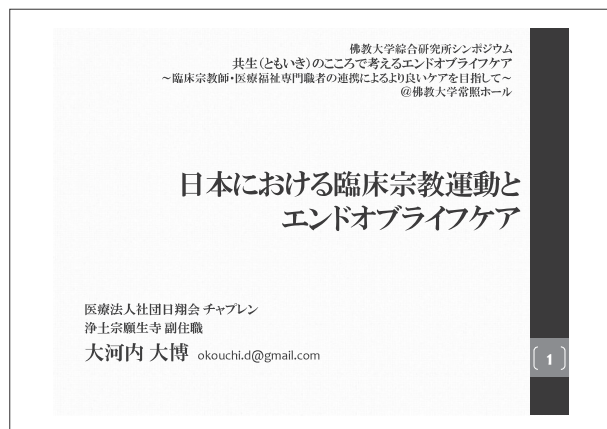 佛教大学綜合研究所シンポジウム
共生（ともいき）のこころで考えるエンドオブライフケア
～臨床宗教師・医療福祉専門職者の連携によるより良いケアを目指して～
＠佛教大学常照ホール
日本における臨床宗教運動と
エンドオブライフケア
医療法人社団日翔会 チャプレン
浄土宗願生寺 副住職
大河内 大博 okouchi.d@gmail.com
1